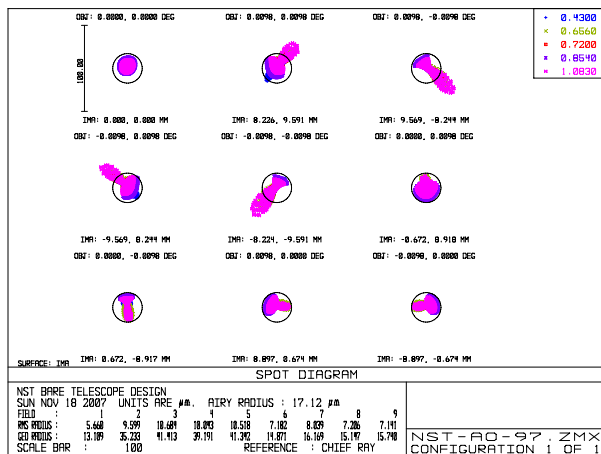 OBJ: 0.0000, 0.0000 DEG
OBJ: 0.0098, 0.0098 DEG
OBJ: 0.0098, -0.0098 DEG
0.4300
0.6560
0.7200
0.8540
1.0830
100.00
IMA: 0.000, 0.000 MM
IMA: 8.226, 9.591 MM
IMA: 9.569, -8.244 MM
OBJ: -0.0098, 0.0098 DEG
OBJ: -0.0098, -0.0098 DEG
OBJ: 0.0000, 0.0098 DEG
IMA: -9.569, 8.244 MM
IMA: -8.224, -9.591 MM
IMA: -0.672, 8.918 MM
OBJ: 0.0000, -0.0098 DEG
OBJ: 0.0098, 0.0000 DEG
OBJ: -0.0098, 0.0000 DEG
SURFACE: IMA
IMA: 0.672, -8.917 MM
IMA: 8.897, 0.674 MM
IMA: -8.897, -0.674 MM
SPOT DIAGRAM
NST BARE TELESCOPE DESIGN
SUN NOV 18 2007 UNITS ARE µm. AIRY RADIUS : 17.12 µm
FIELD : 1 2 3 4 5 6 7 8 9
RMS RADIUS : 5.660 9.599 10.684 10.043 10.518 7.182 8.039 7.206 7.141
GEO RADIUS : 13.109 35.233 41.413 39.191 41.342 14.871 16.169 15.147 15.740
SCALE BAR : 100 REFERENCE : CHIEF RAY
NST-AO-97.ZMX
CONFIGURATION 1 OF 1